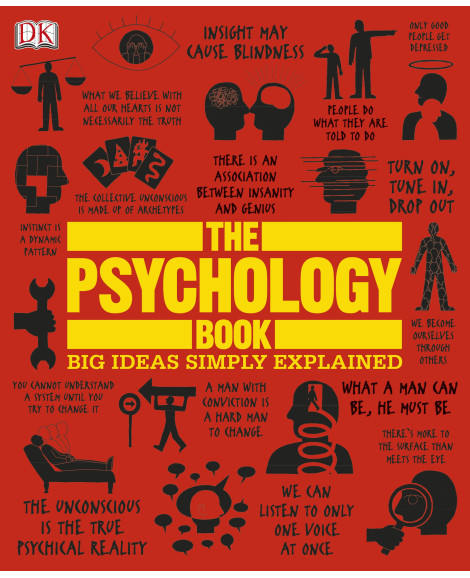 DK
INSIGHT MAY
CAUSE BLINDNESS
ONLY GOOD
PEOPLE GET
DEPRESSED
WHAT WE BELIEVE WITH
ALL OUR HEARTS IS NOT
NECESSARILY THE TRUTH
PEOPLE DO
WHAT THEY ARE
TOLD TO DO
THE COLLECTIVE UNCONSCIOUS
IS MADE UP OF ARCHETYPES
THERE IS AN
ASSOCIATION
BETWEEN INSANITY
AND GENIUS
TURN ON,
TUNE IN,
DROP OUT
INSTINCT IS
A DYNAMIC
PATTERN
THE
PSYCHOLOGY
BOOK
BIG IDEAS SIMPLY EXPLAINED
WE BECOME
OURSELVES
THROUGH
OTHERS
YOU CANNOT UNDERSTAND
A SYSTEM UNTIL YOU
TRY TO CHANGE IT
A MAN WITH
CONVICTION IS
A HARD MAN
TO CHANGE
WHAT A MAN CAN
BE, HE MUST BE
THERE'S MORE TO
THE SURFACE THAN
MEETS THE EYE
THE UNCONSCIOUS
IS THE TRUE
PSYCHICAL REALITY
WE CAN
LISTEN TO ONLY
ONE VOICE
AT ONCE